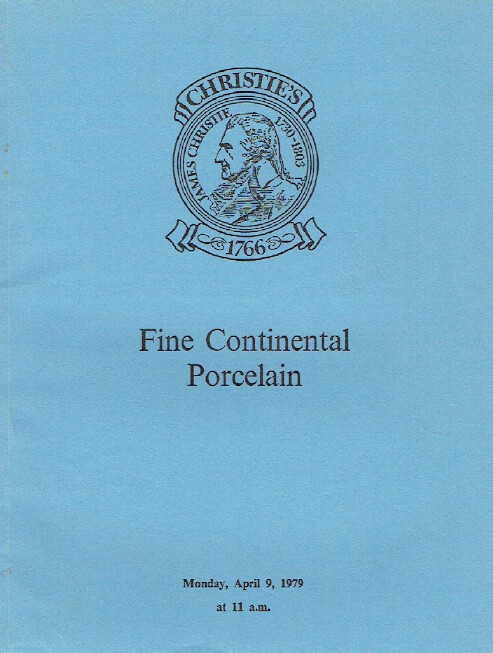 CHRISTIE'S
JAMES CHRISTIE 1730-1803
1766
Fine Continental
Porcelain
Monday, April 9, 1979
at 11 a.m.